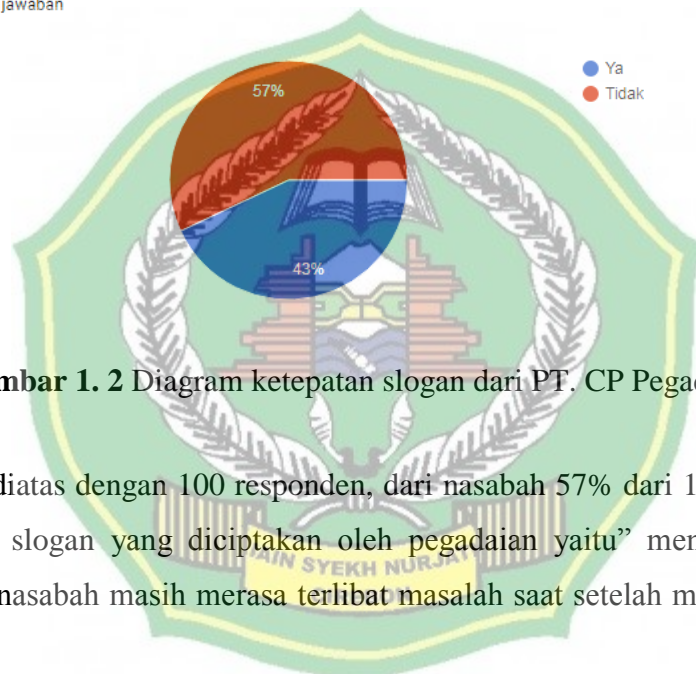 jawaban
Ya
Tidak
57%
43%
mbar 1. 2 Diagram ketepatan slogan dari PT. CP Pega
diatas dengan 100 responden, dari nasabah 57% dari 1
slogan yang diciptakan oleh pegadaian yaitu” men
nasabah masih merasa terlibat masalah saat setelah m
IAIN SYEKH NURJA